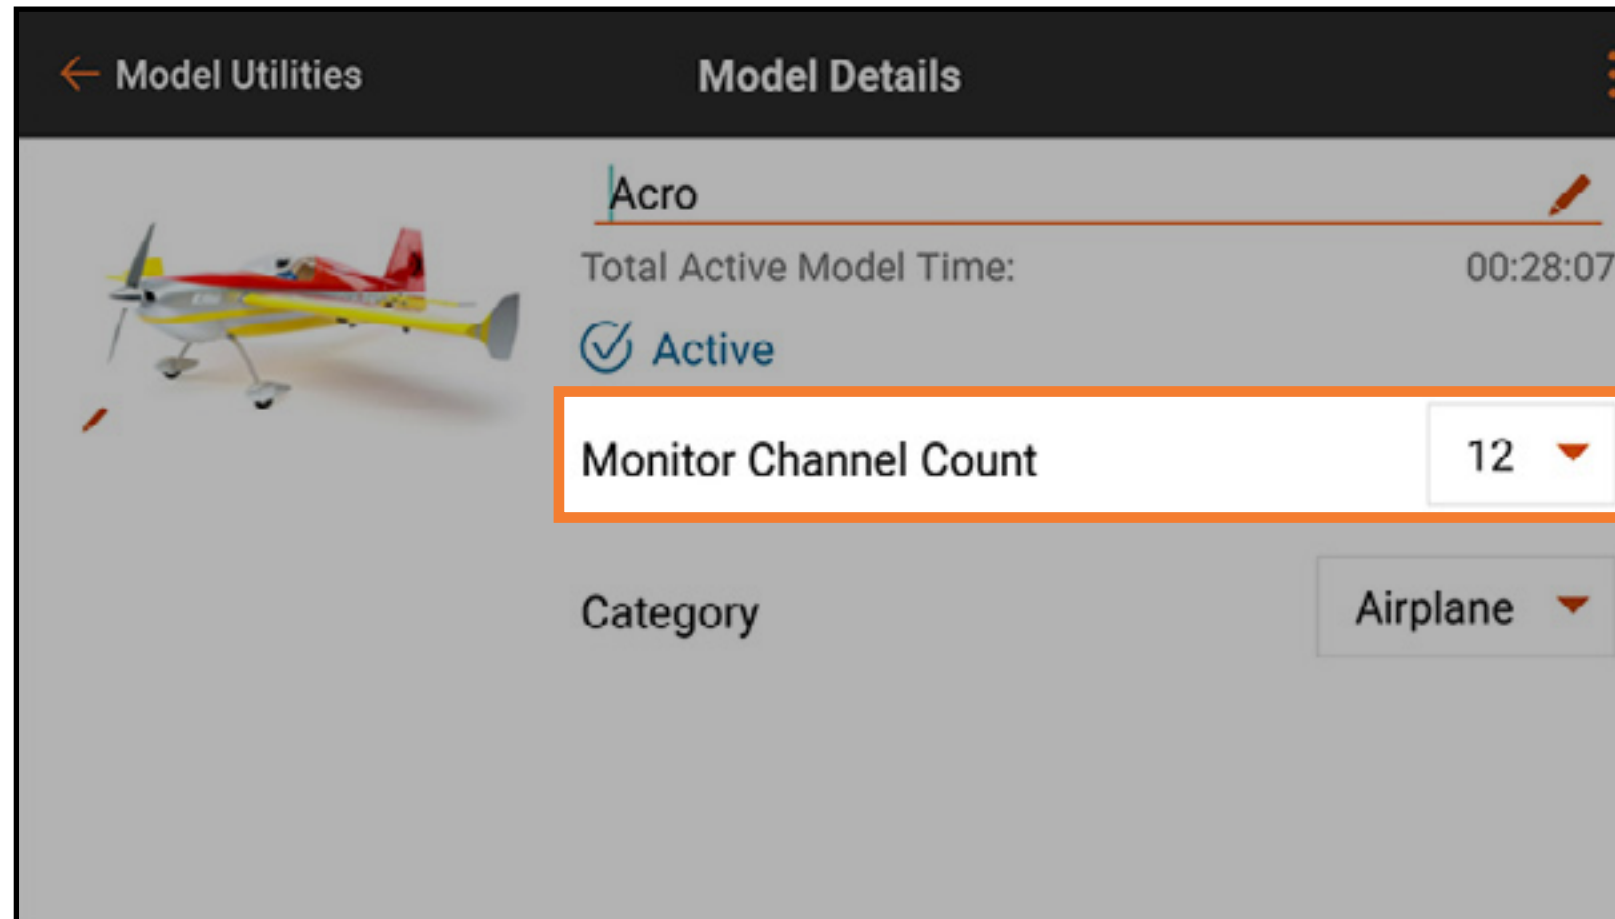 Model Utilities
Model Details
Acro
Total Active Model Time: 00:28:07
Active
Monitor Channel Count 12
Category Airplane